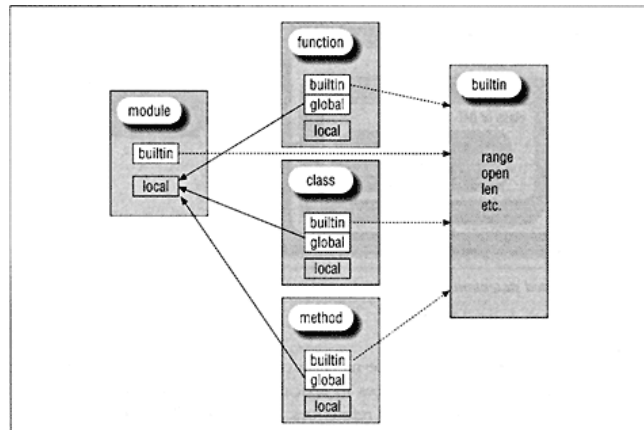 module
builtin
local
function
builtin
global
local
class
builtin
global
local
method
builtin
global
local
builtin
range
open
len
etc.